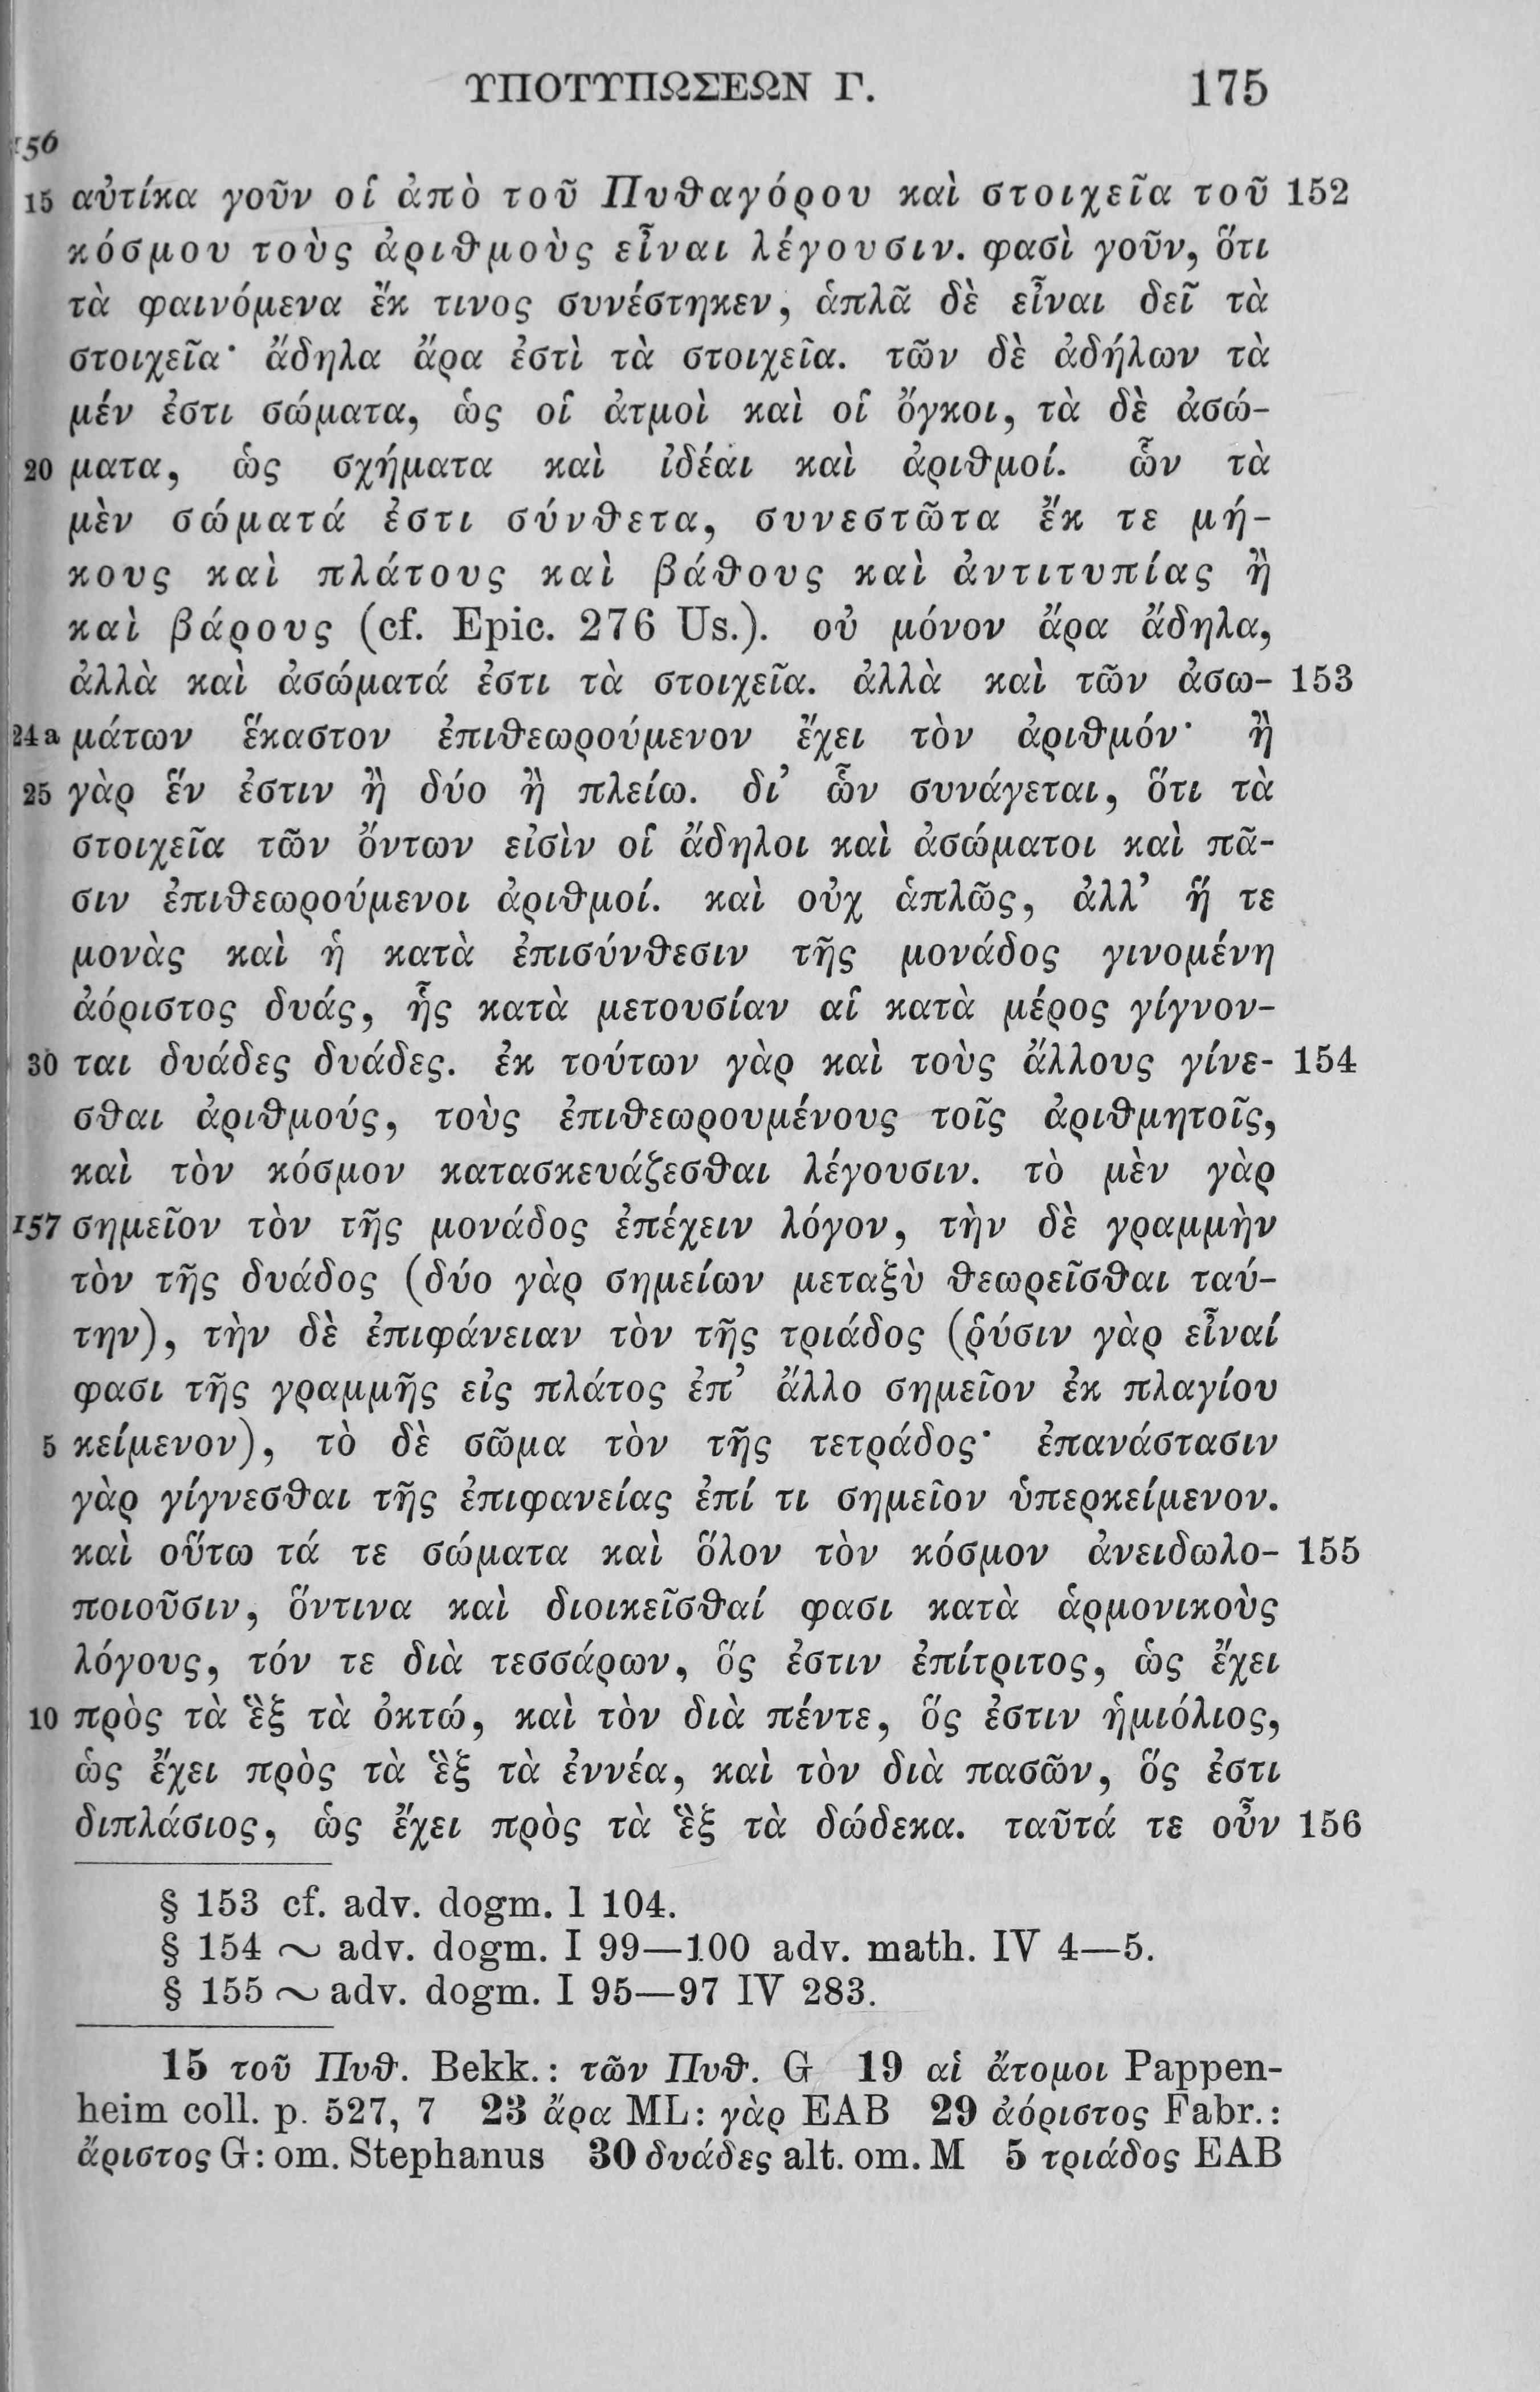 ΥΠΟΤΥΠΩΣΕΩΝ Γ. 175
156
15 αὐτίκα γοῦν οἱ ἀπὸ τοῦ Πυθαγόρου καὶ στοιχεῖα τοῦ 152
κόσμου τοὺς ἀριθμοὺς εἶναι λέγουσιν. φασὶ γοῦν, ὅτι
τὰ φαινόμενα ἔκ τινος συνέστηκεν, ἁπλᾶ δὲ εἶναι δεῖ τὰ
στοιχεῖα· ἄδηλα ἄρα ἐστὶ τὰ στοιχεῖα. τῶν δὲ ἀδήλων τὰ
μέν ἐστι σώματα, ὡς οἱ ἀτμοὶ καὶ οἱ ὄγκοι, τὰ δὲ ἀσώ-
20 ματα, ὡς σχήματα καὶ ἰδέαι καὶ ἀριθμοί. ὧν τὰ
μὲν σώματά ἐστι σύνθετα, συνεστῶτα ἔκ τε μή-
κους καὶ πλάτους καὶ βάθους καὶ ἀντιτυπίας ἢ
καὶ βάρους (cf. Epic. 276 Us.). οὐ μόνον ἄρα ἄδηλα,
ἀλλὰ καὶ ἀσώματά ἐστι τὰ στοιχεῖα. ἀλλὰ καὶ τῶν ἀσω- 153
24a μάτων ἕκαστον ἐπιθεωρούμενον ἔχει τὸν ἀριθμόν· ἢ
25 γὰρ ἕν ἐστιν ἢ δύο ἢ πλείω. δι’ ὧν συνάγεται, ὅτι τὰ
στοιχεῖα τῶν ὄντων εἰσὶν οἱ ἄδηλοι καὶ ἀσώματοι καὶ πᾶ-
σιν ἐπιθεωρούμενοι ἀριθμοί. καὶ οὐχ ἁπλῶς, ἀλλ’ ἥ τε
μονὰς καὶ ἡ κατὰ ἐπισύνθεσιν τῆς μονάδος γινομένη
ἀόριστος δυάς, ἧς κατὰ μετουσίαν αἱ κατὰ μέρος γίγνον-
30 ται δυάδες δυάδες. ἐκ τούτων γὰρ καὶ τοὺς ἄλλους γίνε- 154
σθαι ἀριθμούς, τοὺς ἐπιθεωρουμένους τοῖς ἀριθμητοῖς,
καὶ τὸν κόσμον κατασκευάζεσθαι λέγουσιν. τὸ μὲν γὰρ
157 σημεῖον τὸν τῆς μονάδος ἐπέχειν λόγον, τὴν δὲ γραμμὴν
τὸν τῆς δυάδος (δύο γὰρ σημείων μεταξὺ θεωρεῖσθαι ταύ-
την), τὴν δὲ ἐπιφάνειαν τὸν τῆς τριάδος (ῥύσιν γὰρ εἶναί
φασι τῆς γραμμῆς εἰς πλάτος ἐπ’ ἄλλο σημεῖον ἐκ πλαγίου
5 κείμενον), τὸ δὲ σῶμα τὸν τῆς τετράδος· ἐπανάστασιν
γὰρ γίγνεσθαι τῆς ἐπιφανείας ἐπί τι σημεῖον ὑπερκείμενον.
καὶ οὕτω τά τε σώματα καὶ ὅλον τὸν κόσμον ἀνειδωλο- 155
ποιοῦσιν, ὅντινα καὶ διοικεῖσθαί φασι κατὰ ἁρμονικοὺς
λόγους, τόν τε διὰ τεσσάρων, ὅς ἐστιν ἐπίτριτος, ὡς ἔχει
10 πρὸς τὰ ἓξ τὰ ὀκτώ, καὶ τὸν διὰ πέντε, ὅς ἐστιν ἡμιόλιος,
ὡς ἔχει πρὸς τὰ ἓξ τὰ ἐννέα, καὶ τὸν διὰ πασῶν, ὅς ἐστι
διπλάσιος, ὡς ἔχει πρὸς τὰ ἓξ τὰ δώδεκα. ταῦτά τε οὖν 156
§ 153 cf. adv. dogm. I 104.
§ 154 ∾ adv. dogm. I 99—100 adv. math. IV 4—5.
§ 155 ∾ adv. dogm. I 95—97 IV 283.
15 τοῦ Πυθ. Bekk.: τῶν Πυθ. G 19 αἱ ἄτομοι Pappen-
heim coll. p. 527, 7 23 ἄρα ML: γὰρ EAB 29 ἀόριστος Fabr.:
ἄριστος G: om. Stephanus 30 δυάδες alt. om. M 5 τριάδος EAB